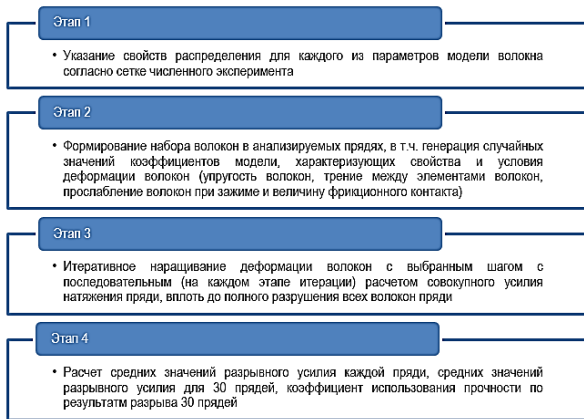 Этап 1
• Указание свойств распределения для каждого из параметров модели волокна
согласно сетке численного эксперимента
Этап 2
• Формирование набора волокон в анализируемых прядях, в т.ч. генерация случайных
значений коэффициентов модели, характеризующих свойства и условия
деформации волокон (упругость волокон, трение между элементами волокон,
прослабление волокон при зажиме и величину фрикционного контакта)
Этап 3
• Итеративное наращивание деформации волокон с выбранным шагом с
последовательным (на каждом этапе итерации) расчетом совокупного усилия
натяжения пряди, вплоть до полного разрушения всех волокон пряди
Этап 4
• Расчет средних значений разрывного усилия каждой пряди, средних значений
разрывного усилия для 30 прядей, коэффициент использования прочности по
результатм разрыва 30 прядей